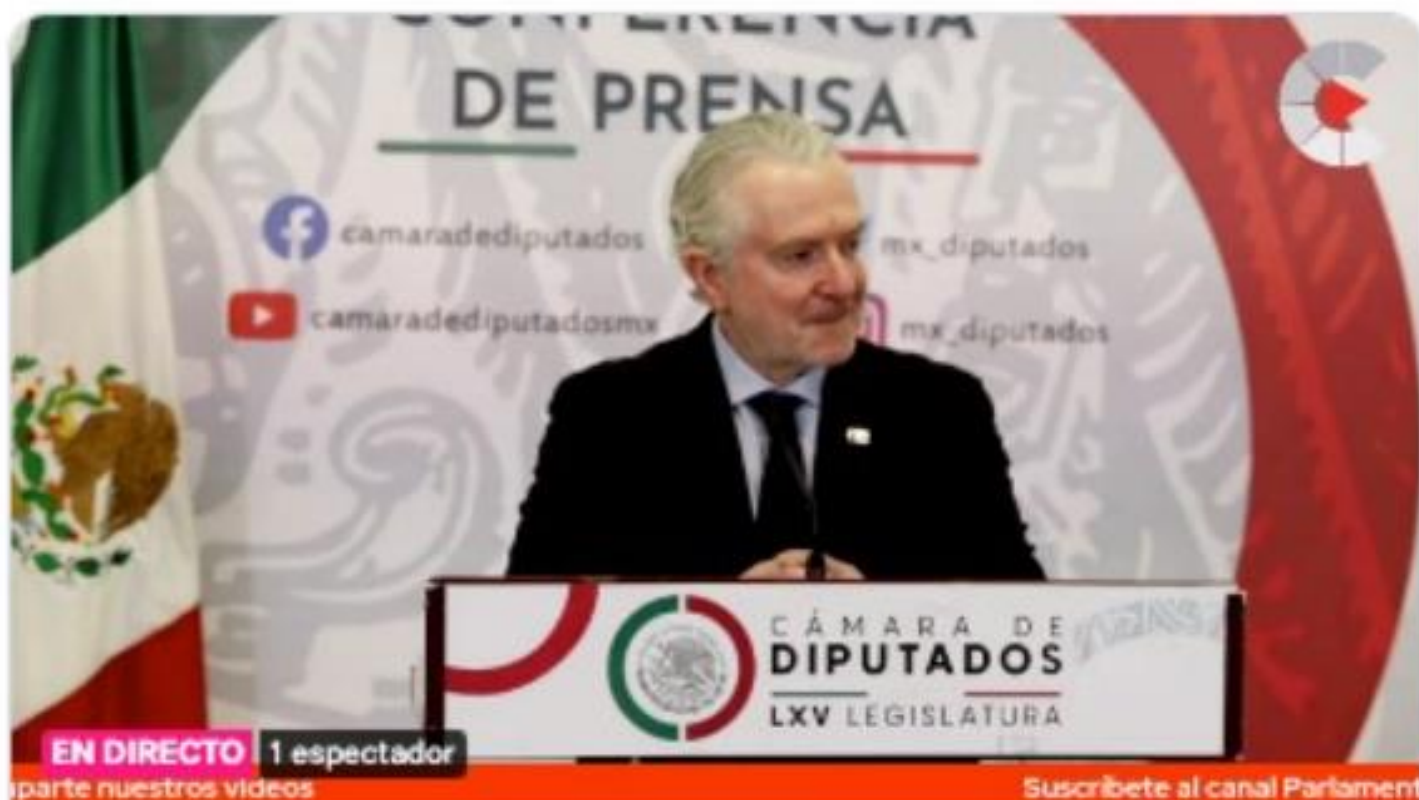 CONFERENCIA
DE PRENSA
camaradediputados
mx_diputados
camaradediputadosmx
mx_diputados
CÁMARA DE
DIPUTADOS
LXV LEGISLATURA
EN DIRECTO 1 espectador
parte nuestros videos
Suscríbete al canal Parlament